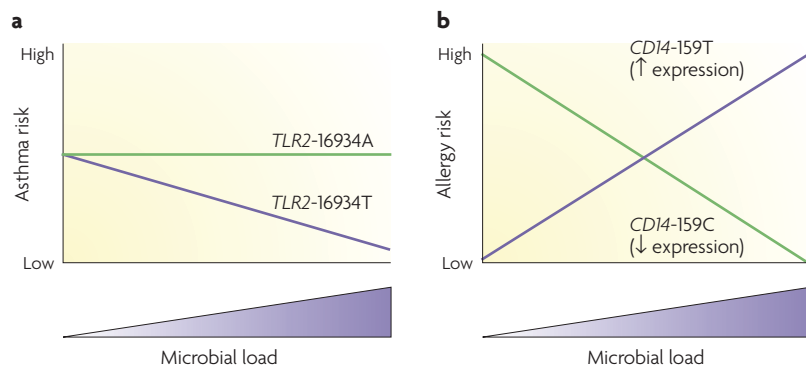 a
High
Asthma risk
Low
TLR2-16934A
TLR2-16934T
Microbial load
b
High
Allergy risk
Low
CD14-159T
(↑ expression)
CD14-159C
(↓ expression)
Microbial load